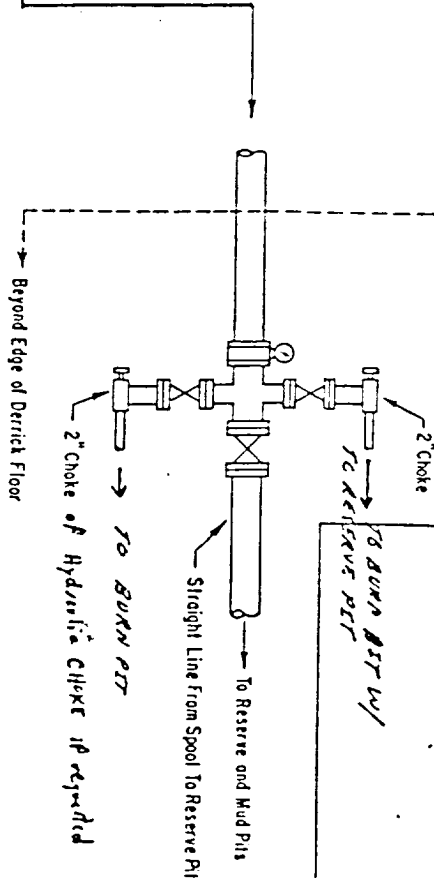 2" Choke
TO BURN PIT W/
TO RESERVE PIT
To Reserve and Mud Pits
Straight Line From Spool To Reserve Pit
TO BURN PIT
2" Choke of Hydraulic CHOKE if required
Beyond Edge of Derrick Floor